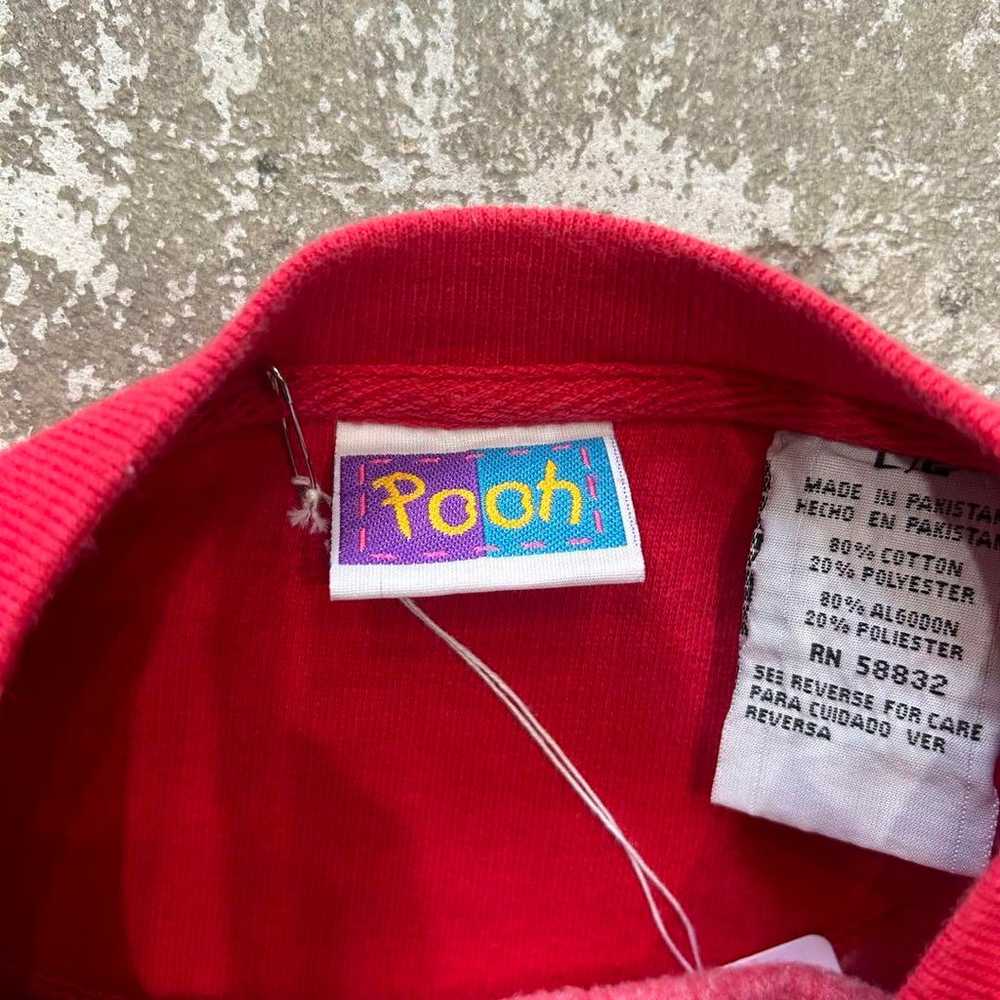 Pooh
MADE IN PAKISTAN
HECHO EN PAKISTAN
80% COTTON
20% POLYESTER
80% ALGODON
20% POLIESTER
RN 58832
SEE REVERSE FOR CARE
PARA CUIDADO VER
REVERSA